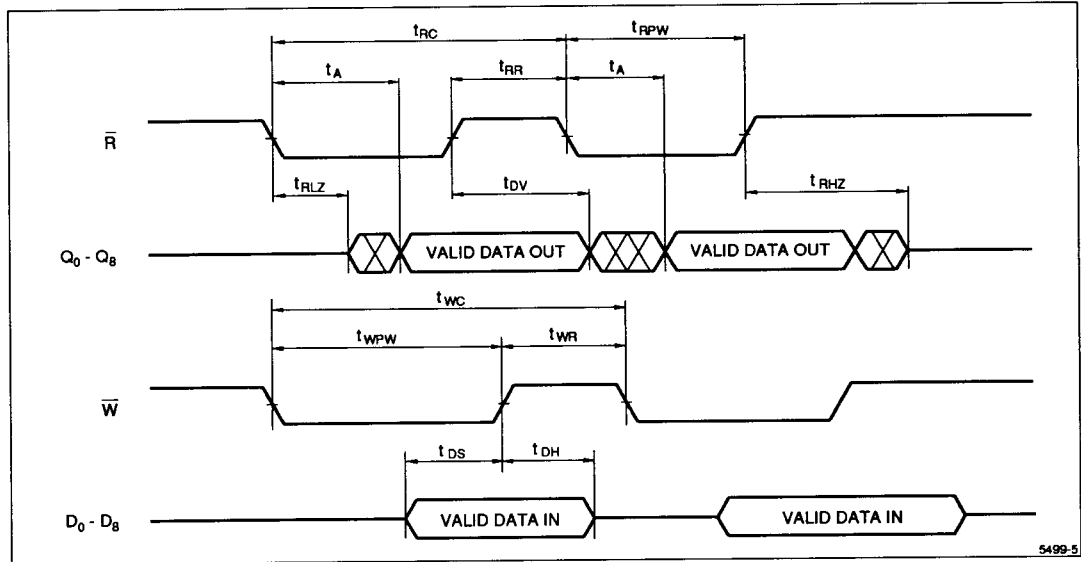 tRC tRPW
tA tRR tA
R̅
tRLZ tDV tRHZ
Q0 - Q8 VALID DATA OUT VALID DATA OUT
tWC
tWPW tWR
W̅
tDS tDH
D0 - D8 VALID DATA IN VALID DATA IN
5499-5